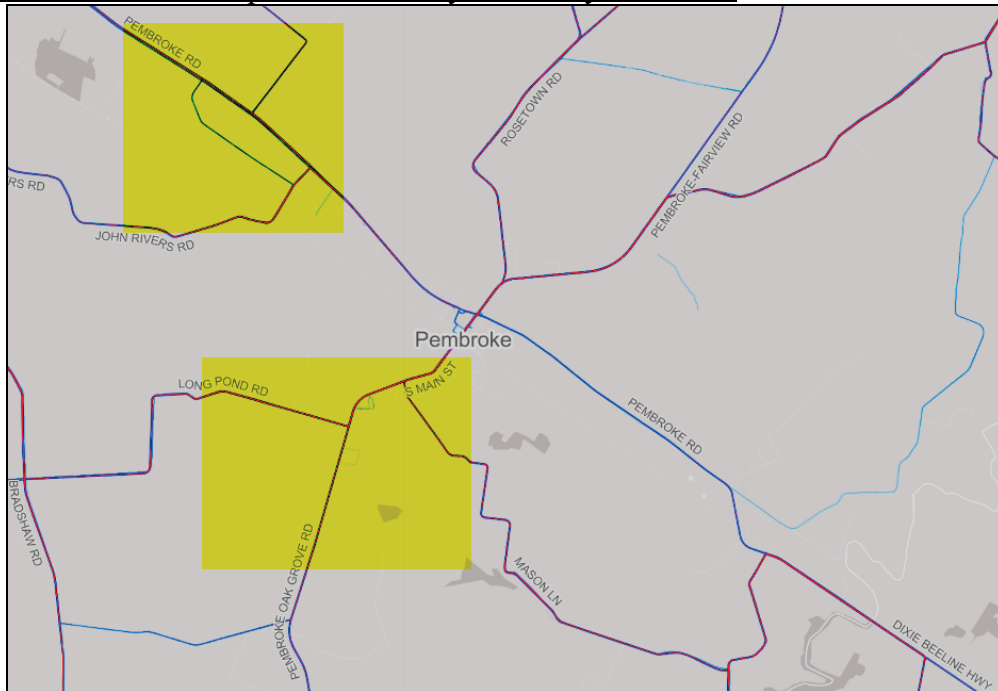 PEMBROKE RD
ROSETOWN RD
PEMBROKE-FAIRVIEW RD
RS RD
JOHN RIVERS RD
Pembroke
LONG POND RD
S MAIN ST
PEMBROKE RD
BRADSHAW RD
PEMBROKE OAK GROVE RD
MASON LN
DIXIE BEELINE HWY